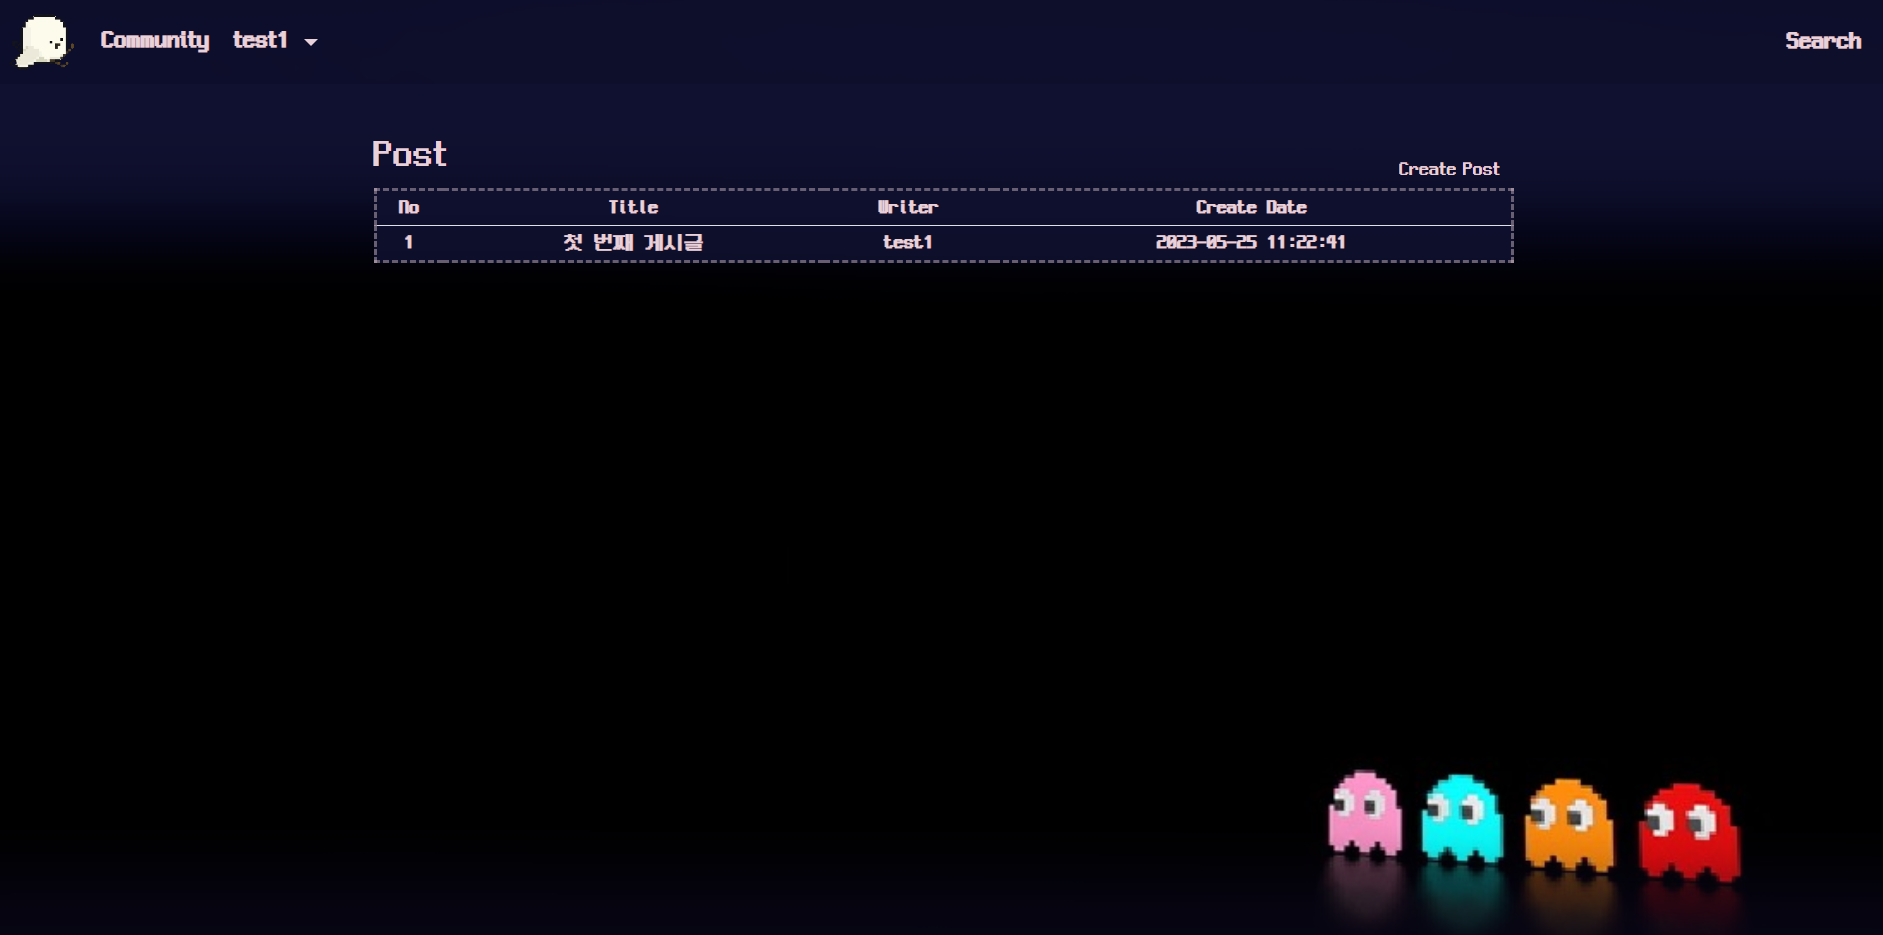 Community test1
Search
Post
Create Post
No Title Writer Create Date
1 첫 번째 게시글 test1 2023-05-25 11:22:41